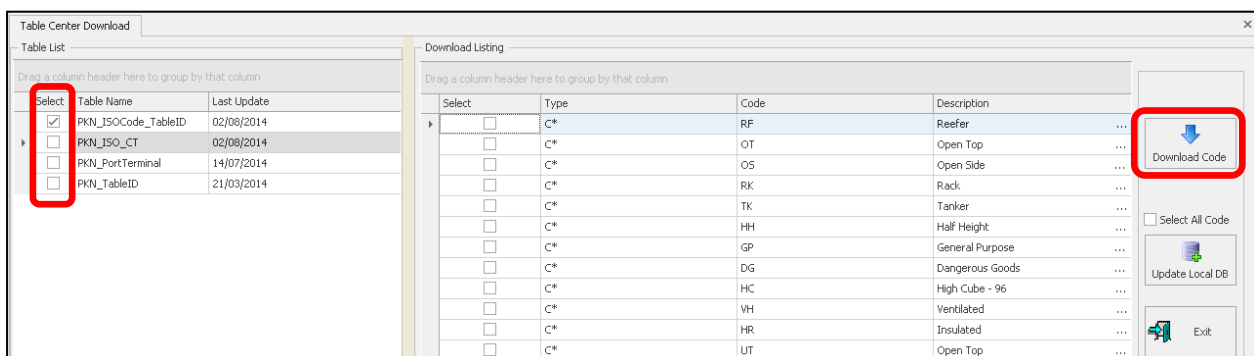 Table Center Download
Table List
Drag a column header here to group by that column
Select Table Name Last Update
PKN_ISOCode_TableID 02/08/2014
PKN_ISO_CT 02/08/2014
PKN_PortTerminal 14/07/2014
PKN_TableID 21/03/2014
Download Listing
Drag a column header here to group by that column
Select Type Code Description
C* RF Reefer ...
C* OT Open Top ...
C* OS Open Side ...
C* RK Rack ...
C* TK Tanker ...
C* HH Half Height ...
C* GP General Purpose ...
C* DG Dangerous Goods ...
C* HC High Cube - 96 ...
C* VH Ventilated ...
C* HR Insulated ...
C* UT Open Top ...
Download Code
Select All Code
Update Local DB
Exit